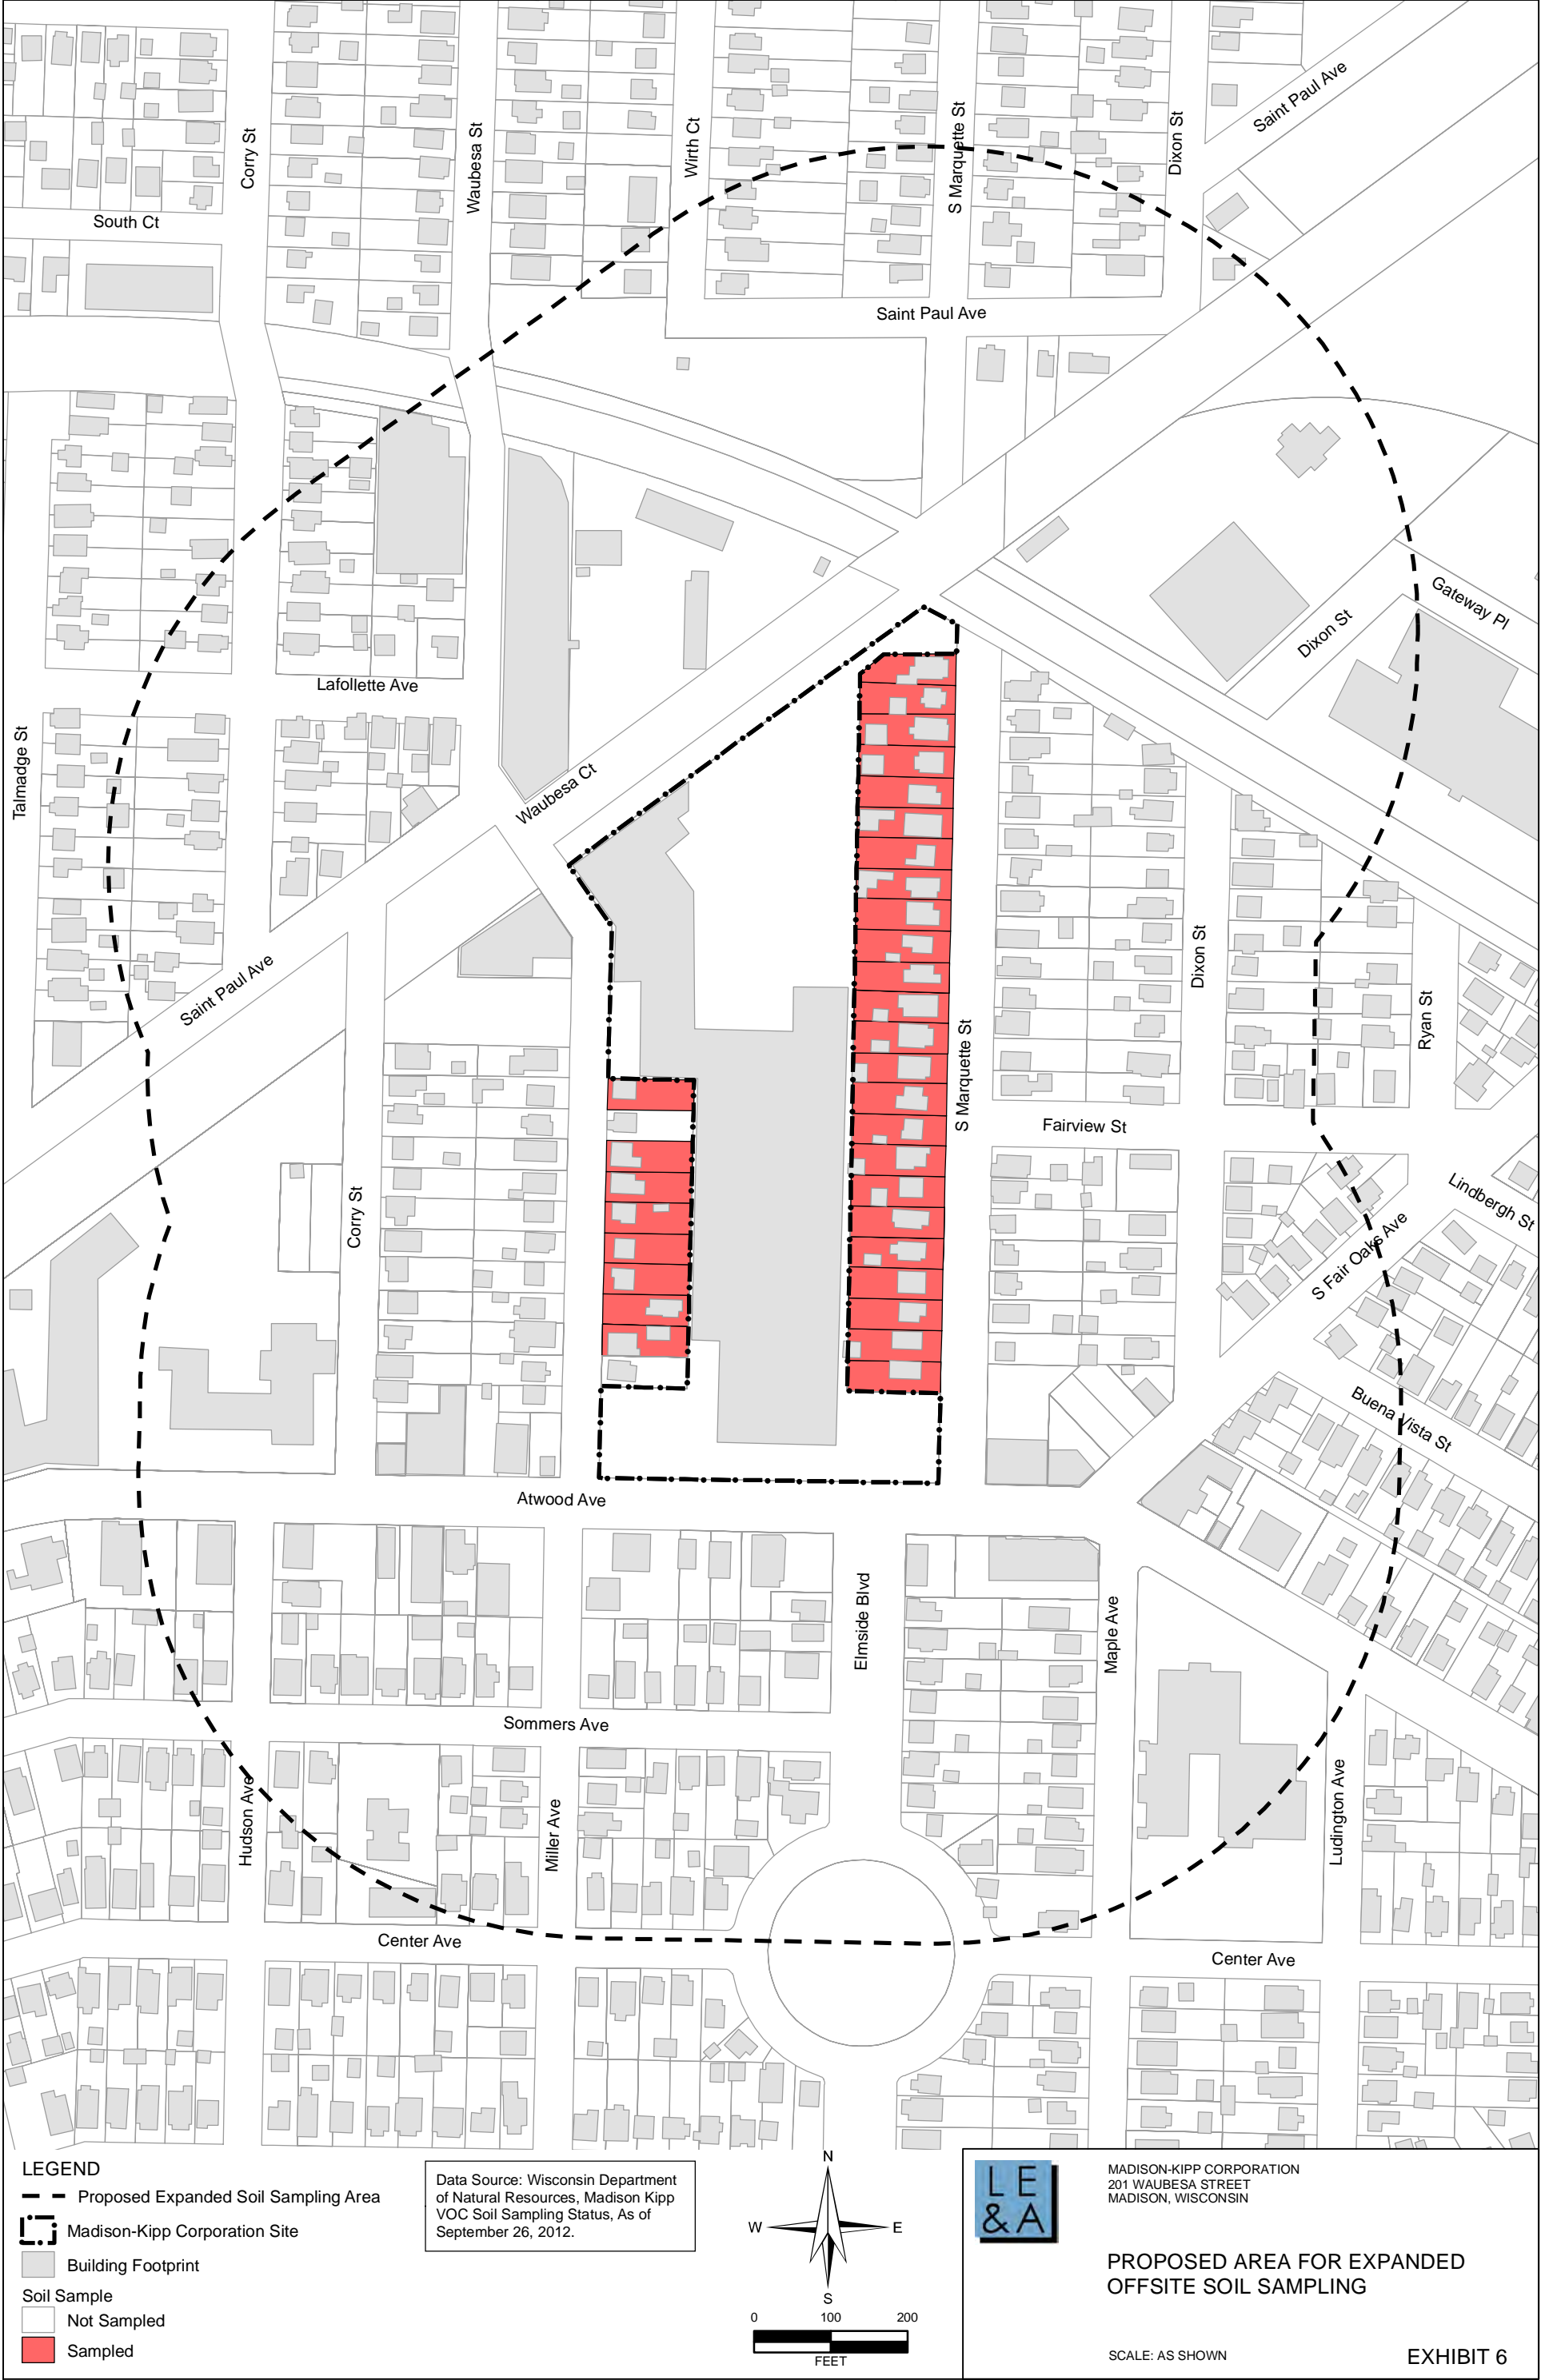 Saint Paul Ave
Corry St
Waubesa St
Wirth Ct
S Marquette St
Dixon St
South Ct
Saint Paul Ave
Gateway Pl
Dixon St
Lafollette Ave
Talmadge St
Waubesa Ct
Saint Paul Ave
Dixon St
Ryan St
S Marquette St
Fairview St
Corry St
Lindbergh St
S Fair Oaks Ave
Buena Vista St
Atwood Ave
Elmside Blvd
Maple Ave
Sommers Ave
Hudson Ave
Miller Ave
Ludington Ave
Center Ave
Center Ave
LEGEND
Proposed Expanded Soil Sampling Area
Madison-Kipp Corporation Site
Building Footprint
Soil Sample
Not Sampled
Sampled
Data Source: Wisconsin Department
of Natural Resources, Madison Kipp
VOC Soil Sampling Status, As of
September 26, 2012.
N
W E
S
0 100 200
FEET
LE
&A
MADISON-KIPP CORPORATION
201 WAUBESA STREET
MADISON, WISCONSIN
PROPOSED AREA FOR EXPANDED
OFFSITE SOIL SAMPLING
SCALE: AS SHOWN
EXHIBIT 6